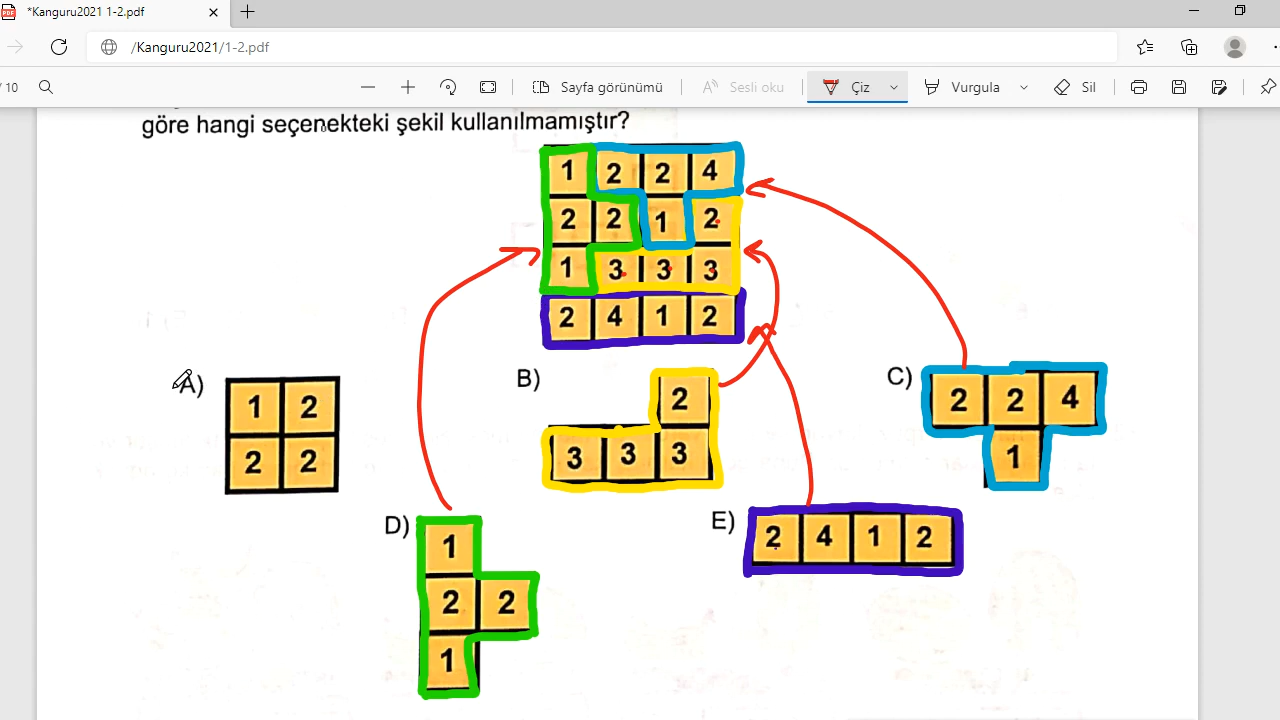 *Kanguru2021 1-2.pdf
/Kanguru2021/1-2.pdf
/ 10
Sayfa görünümü
Sesli oku
Çiz
Vurgula
Sil
göre hangi seçenekteki şekil kullanılmamıştır?
1 2 2 4
2 2 1 2
1 3 3 3
2 4 1 2
A)
1 2
2 2
B)
2
3 3 3
C)
2 2 4
1
D)
1
2 2
1
E)
2 4 1 2